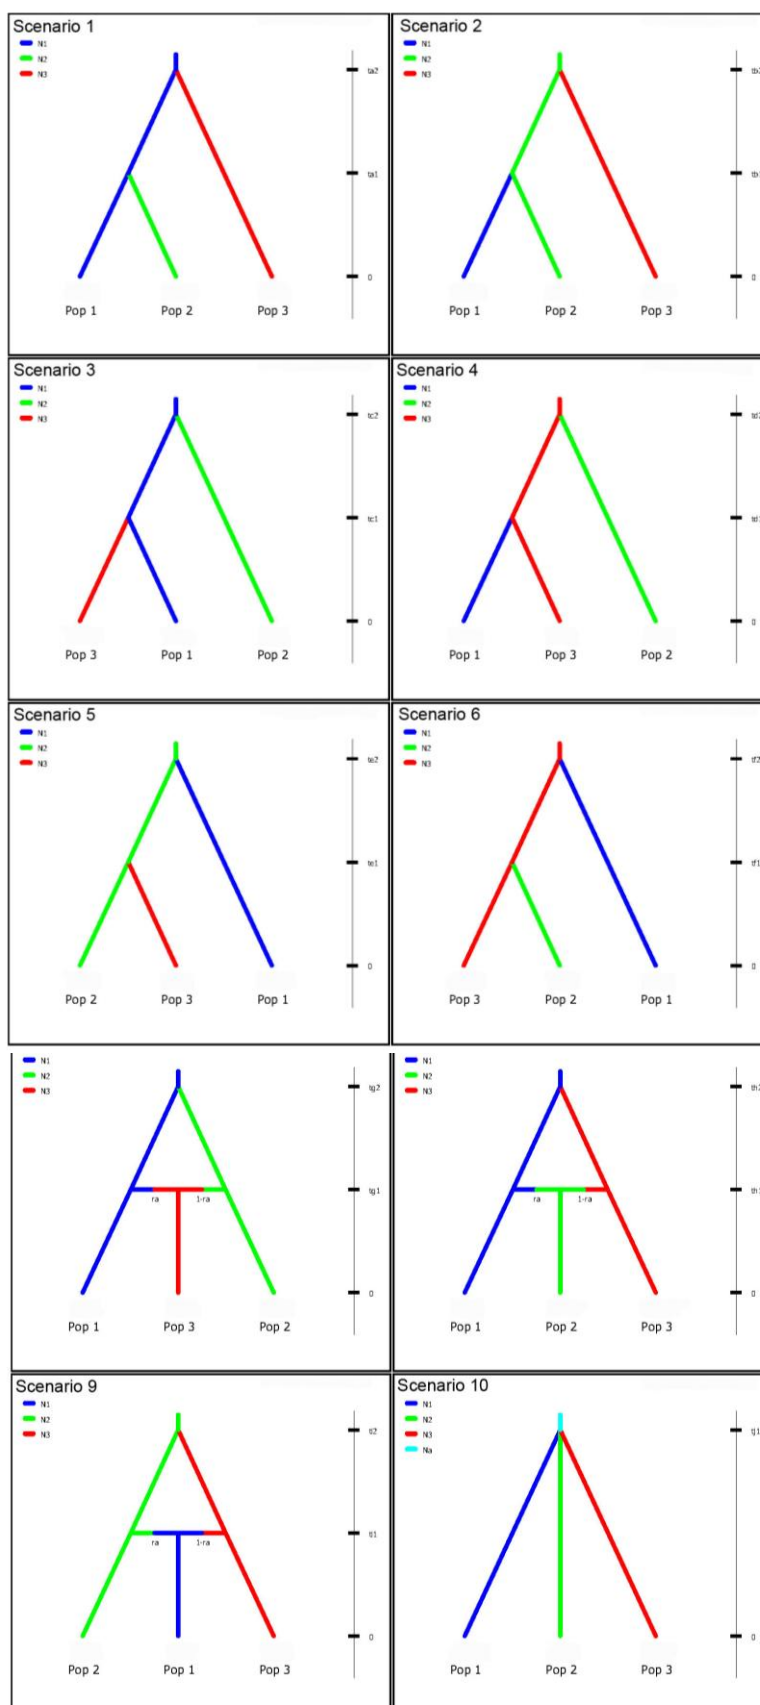 Scenario 1
N1
N2
N3
ta2
ta1
0
Pop 1 Pop 2 Pop 3
Scenario 2
N1
N2
N3
tb2
tb1
0
Pop 1 Pop 2 Pop 3
Scenario 3
N1
N2
N3
tc2
tc1
0
Pop 3 Pop 1 Pop 2
Scenario 4
N1
N2
N3
td2
td1
0
Pop 1 Pop 3 Pop 2
Scenario 5
N1
N2
N3
te2
te1
0
Pop 2 Pop 3 Pop 1
Scenario 6
N1
N2
N3
tf2
tf1
0
Pop 3 Pop 2 Pop 1
N1
N2
N3
tg2
tg1
ra 1-ra
0
Pop 1 Pop 3 Pop 2
N1
N2
N3
th2
th1
ra 1-ra
0
Pop 1 Pop 2 Pop 3
Scenario 9
N1
N2
N3
ti2
ti1
ra 1-ra
0
Pop 2 Pop 1 Pop 3
Scenario 10
N1
N2
N3
Na
tj1
0
Pop 1 Pop 2 Pop 3